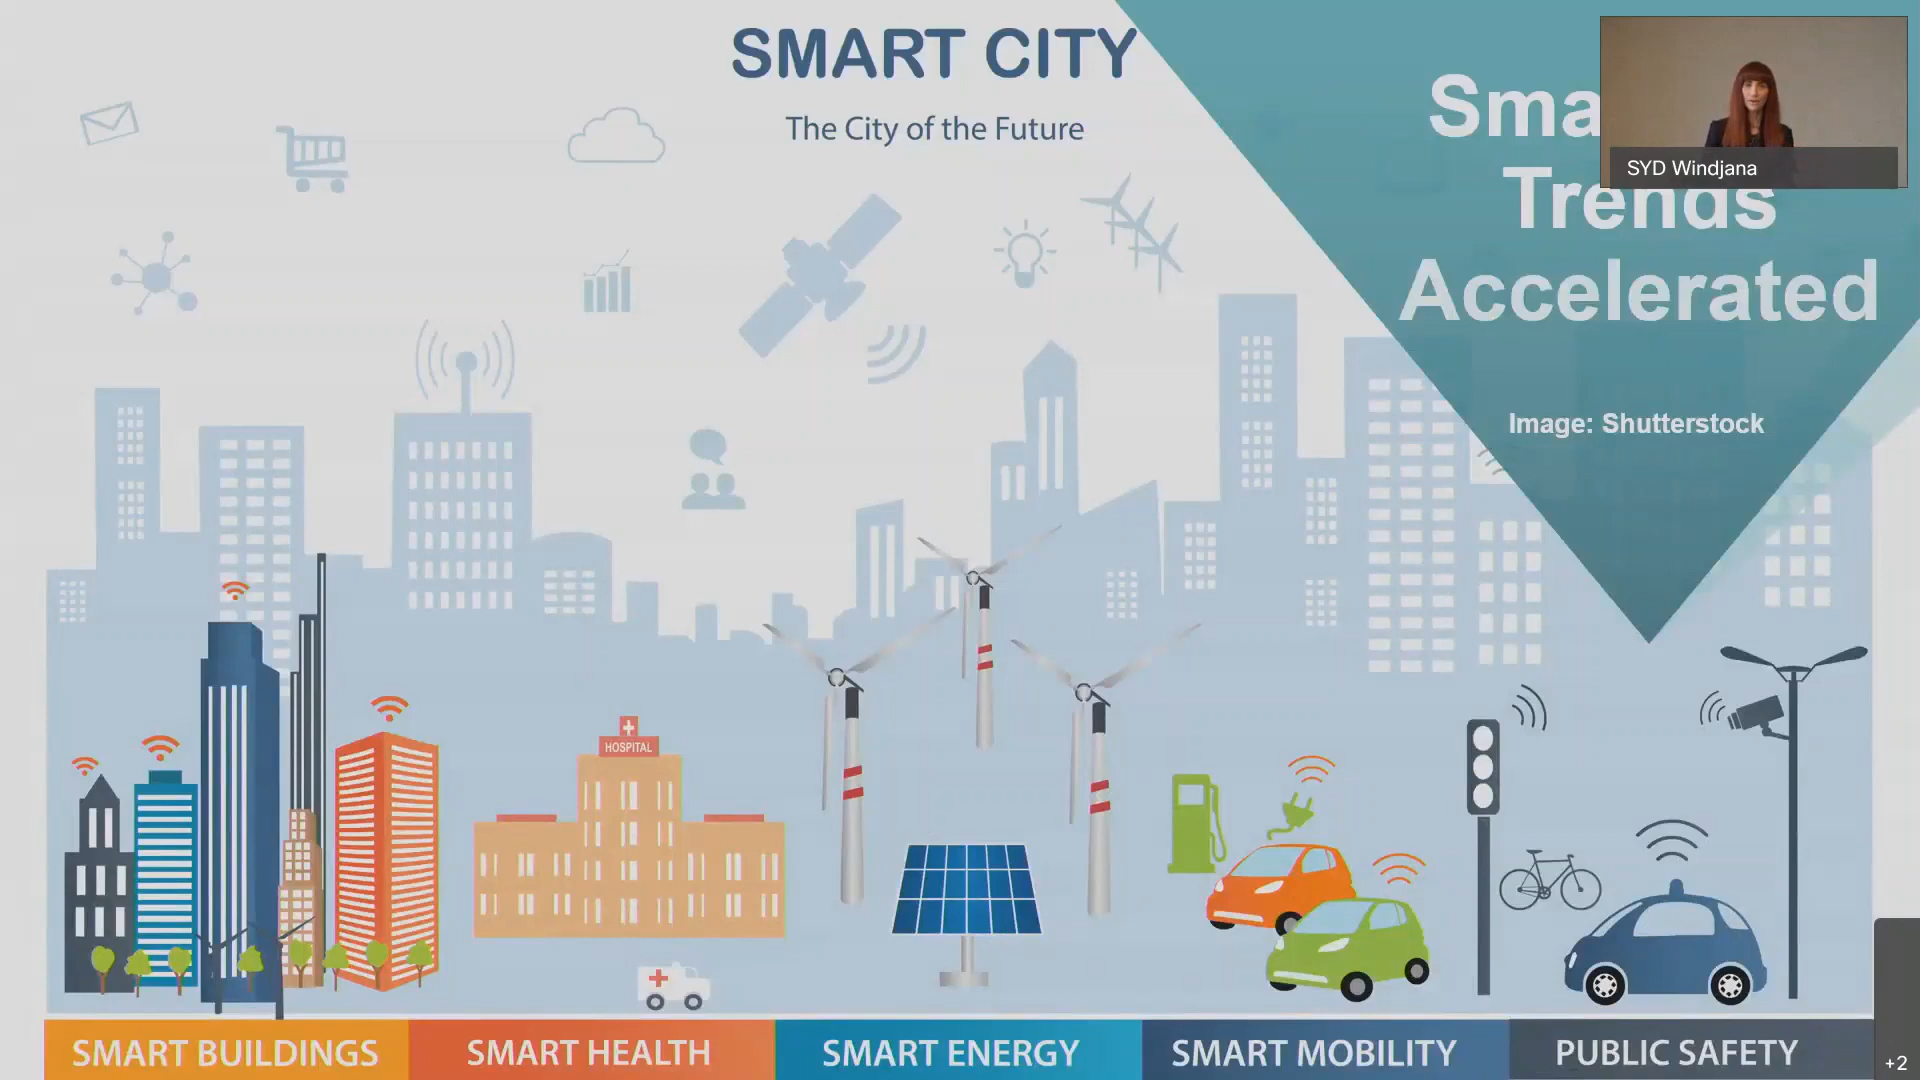 SMART CITY
The City of the Future
Trends
Accelerated
Image: Shutterstock
SYD Windjana
HOSPITAL
SMART BUILDINGS
SMART HEALTH
SMART ENERGY
SMART MOBILITY
PUBLIC SAFETY
+2